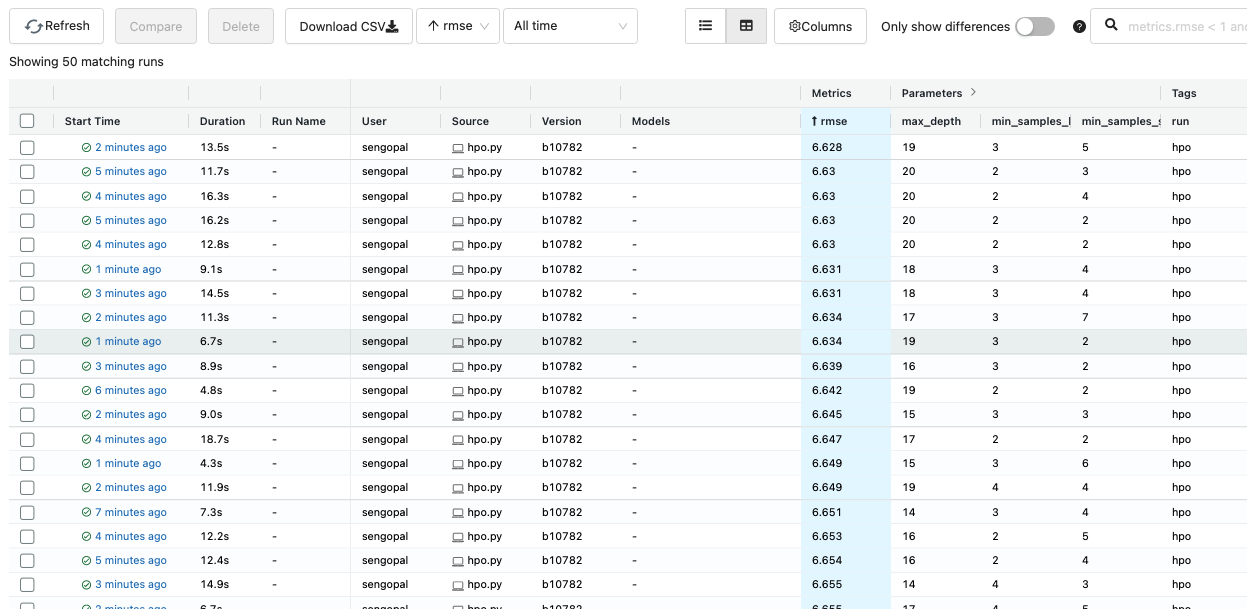 Refresh Compare Delete Download CSV ↑ rmse All time Columns Only show differences metrics.rmse < 1 and
Showing 50 matching runs
Metrics Parameters Tags
Start Time Duration Run Name User Source Version Models ↑ rmse max_depth min_samples_l min_samples_s run
2 minutes ago 13.5s - sengopal hpo.py b10782 - 6.628 19 3 5 hpo
5 minutes ago 11.7s - sengopal hpo.py b10782 - 6.63 20 2 3 hpo
4 minutes ago 16.3s - sengopal hpo.py b10782 - 6.63 20 2 4 hpo
5 minutes ago 16.2s - sengopal hpo.py b10782 - 6.63 20 2 2 hpo
4 minutes ago 12.8s - sengopal hpo.py b10782 - 6.63 20 2 2 hpo
1 minute ago 9.1s - sengopal hpo.py b10782 - 6.631 18 3 4 hpo
3 minutes ago 14.5s - sengopal hpo.py b10782 - 6.631 18 3 4 hpo
2 minutes ago 11.3s - sengopal hpo.py b10782 - 6.634 17 3 7 hpo
1 minute ago 6.7s - sengopal hpo.py b10782 - 6.634 19 3 2 hpo
3 minutes ago 8.9s - sengopal hpo.py b10782 - 6.639 16 3 2 hpo
6 minutes ago 4.8s - sengopal hpo.py b10782 - 6.642 19 2 2 hpo
2 minutes ago 9.0s - sengopal hpo.py b10782 - 6.645 15 3 3 hpo
4 minutes ago 18.7s - sengopal hpo.py b10782 - 6.647 17 2 2 hpo
1 minute ago 4.3s - sengopal hpo.py b10782 - 6.649 15 3 6 hpo
2 minutes ago 11.9s - sengopal hpo.py b10782 - 6.649 19 4 4 hpo
7 minutes ago 7.3s - sengopal hpo.py b10782 - 6.651 14 3 4 hpo
4 minutes ago 12.2s - sengopal hpo.py b10782 - 6.653 16 2 5 hpo
5 minutes ago 12.4s - sengopal hpo.py b10782 - 6.654 16 2 4 hpo
3 minutes ago 14.9s - sengopal hpo.py b10782 - 6.655 14 4 3 hpo
2 minutes ago 6.7s - sengopal hpo.py b10782 - 6.655 17 4 5 hpo